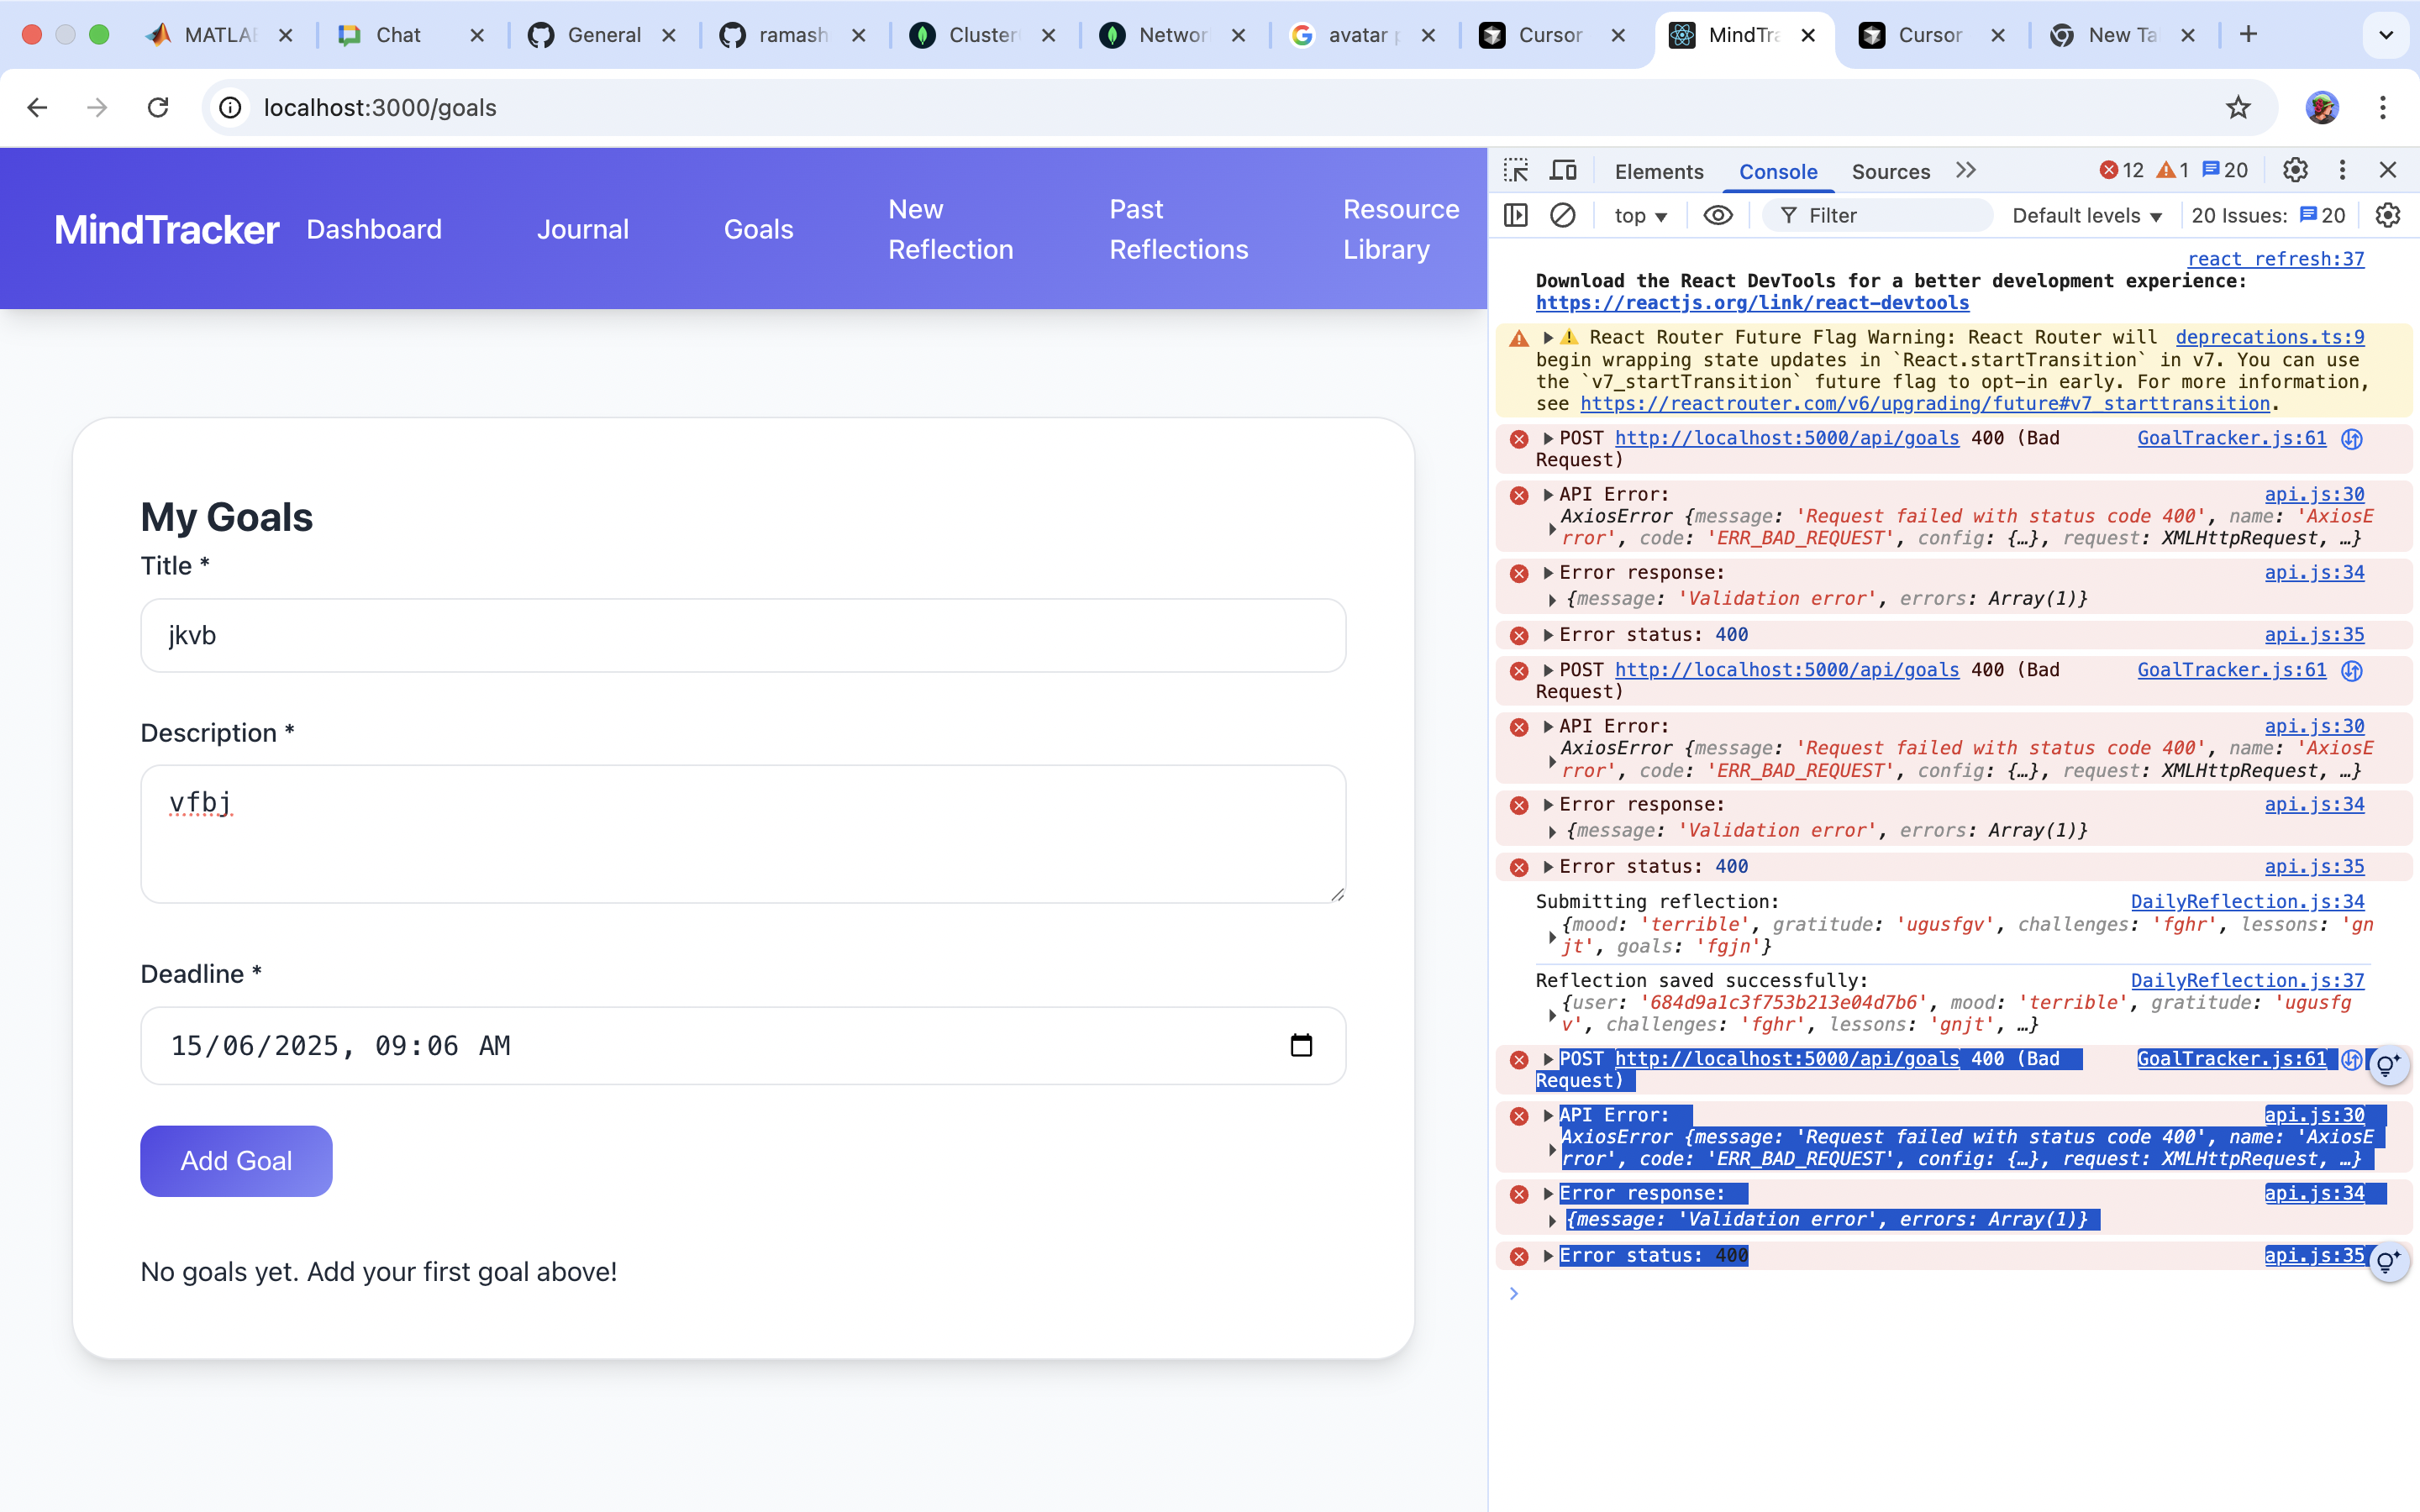 MATLA
Chat
General
ramash
Cluster
Networ
avatar p
Cursor
MindTra
Cursor
New Ta
localhost:3000/goals
MindTracker
Dashboard
Journal
Goals
New
Reflection
Past
Reflections
Resource
Library
My Goals
Title *
jkvb
Description *
vfbj
Deadline *
15/06/2025, 09:06 AM
Add Goal
No goals yet. Add your first goal above!
Elements
Console
Sources
12
1
20
top
Filter
Default levels
20 Issues:
20
react refresh:37
Download the React DevTools for a better development experience:
https://reactjs.org/link/react-devtools
React Router Future Flag Warning: React Router will deprecations.ts:9
begin wrapping state updates in `React.startTransition` in v7. You can use
the `v7_startTransition` future flag to opt-in early. For more information,
see https://reactrouter.com/v6/upgrading/future#v7_starttransition.
POST http://localhost:5000/api/goals 400 (Bad GoalTracker.js:61
Request)
API Error: api.js:30
AxiosError {message: 'Request failed with status code 400', name: 'AxiosE
rror', code: 'ERR_BAD_REQUEST', config: {…}, request: XMLHttpRequest, …}
Error response: api.js:34
{message: 'Validation error', errors: Array(1)}
Error status: 400 api.js:35
POST http://localhost:5000/api/goals 400 (Bad GoalTracker.js:61
Request)
API Error: api.js:30
AxiosError {message: 'Request failed with status code 400', name: 'AxiosE
rror', code: 'ERR_BAD_REQUEST', config: {…}, request: XMLHttpRequest, …}
Error response: api.js:34
{message: 'Validation error', errors: Array(1)}
Error status: 400 api.js:35
Submitting reflection: DailyReflection.js:34
{mood: 'terrible', gratitude: 'ugusfgv', challenges: 'fghr', lessons: 'gn
jt', goals: 'fgjn'}
Reflection saved successfully: DailyReflection.js:37
{user: '684d9a1c3f753b213e04d7b6', mood: 'terrible', gratitude: 'ugusfg
v', challenges: 'fghr', lessons: 'gnjt', …}
POST http://localhost:5000/api/goals 400 (Bad GoalTracker.js:61
Request)
API Error: api.js:30
AxiosError {message: 'Request failed with status code 400', name: 'AxiosE
rror', code: 'ERR_BAD_REQUEST', config: {…}, request: XMLHttpRequest, …}
Error response: api.js:34
{message: 'Validation error', errors: Array(1)}
Error status: 400 api.js:35